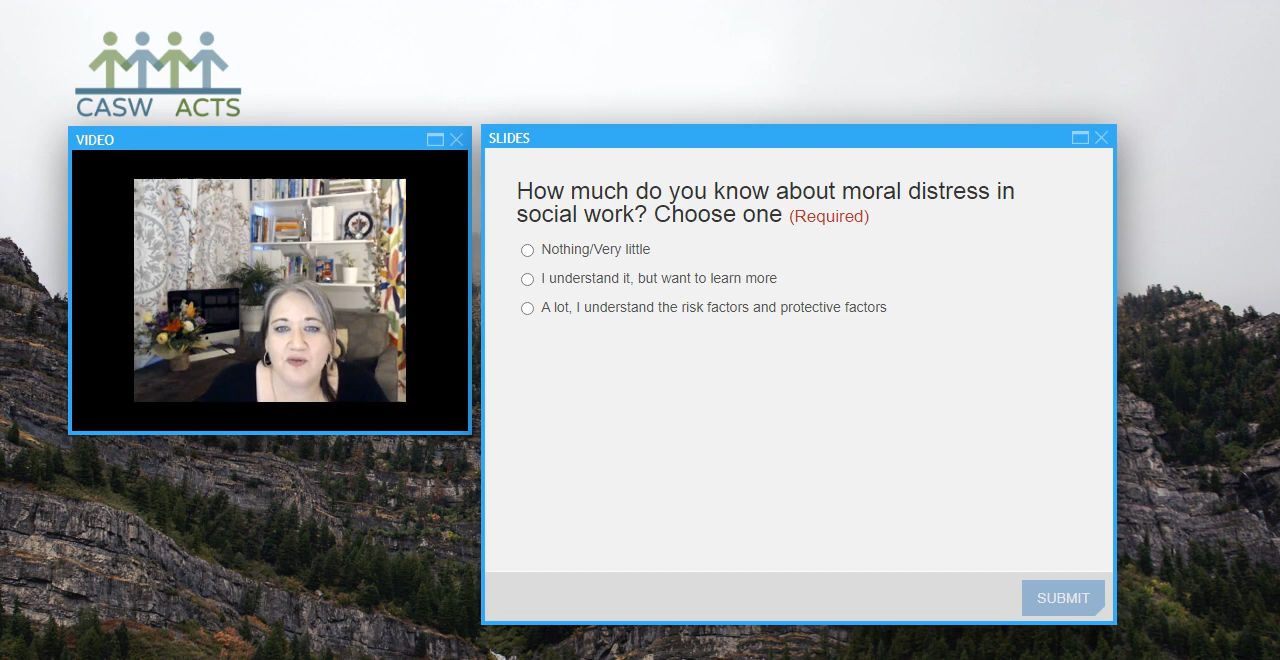 CASW ACTS
VIDEO
SLIDES
How much do you know about moral distress in
social work? Choose one (Required)
Nothing/Very little
I understand it, but want to learn more
A lot, I understand the risk factors and protective factors
SUBMIT